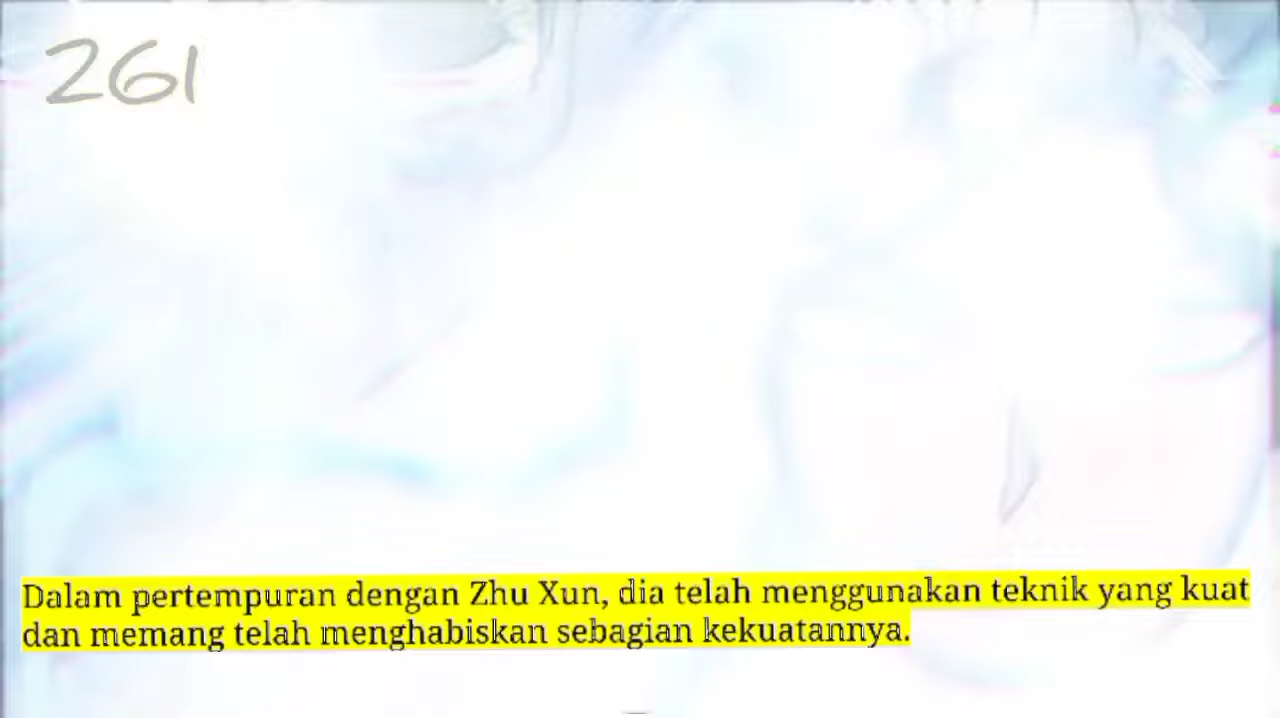 261
Dalam pertempuran dengan Zhu Xun, dia telah menggunakan teknik yang kuat
dan memang telah menghabiskan sebagian kekuatannya.